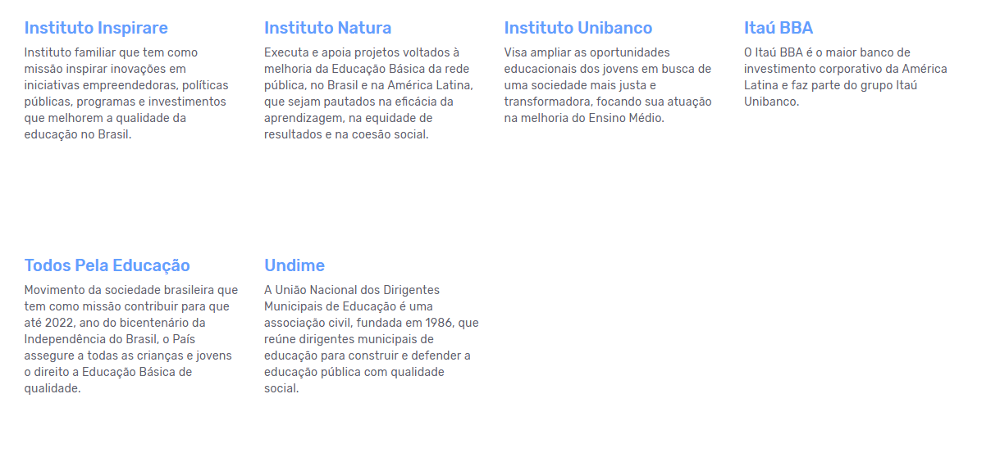 Instituto Inspirare
Instituto familiar que tem como
missão inspirar inovações em
iniciativas empreendedoras, políticas
públicas, programas e investimentos
que melhorem a qualidade da
educação no Brasil.
Instituto Natura
Executa e apoia projetos voltados à
melhoria da Educação Básica da rede
pública, no Brasil e na América Latina,
que sejam pautados na eficácia da
aprendizagem, na equidade de
resultados e na coesão social.
Instituto Unibanco
Visa ampliar as oportunidades
educacionais dos jovens em busca de
uma sociedade mais justa e
transformadora, focando sua atuação
na melhoria do Ensino Médio.
Itaú BBA
O Itaú BBA é o maior banco de
investimento corporativo da América
Latina e faz parte do grupo Itaú
Unibanco.
Todos Pela Educação
Movimento da sociedade brasileira que
tem como missão contribuir para que
até 2022, ano do bicentenário da
Independência do Brasil, o País
assegure a todas as crianças e jovens
o direito a Educação Básica de
qualidade.
Undime
A União Nacional dos Dirigentes
Municipais de Educação é uma
associação civil, fundada em 1986, que
reúne dirigentes municipais de
educação para construir e defender a
educação pública com qualidade
social.